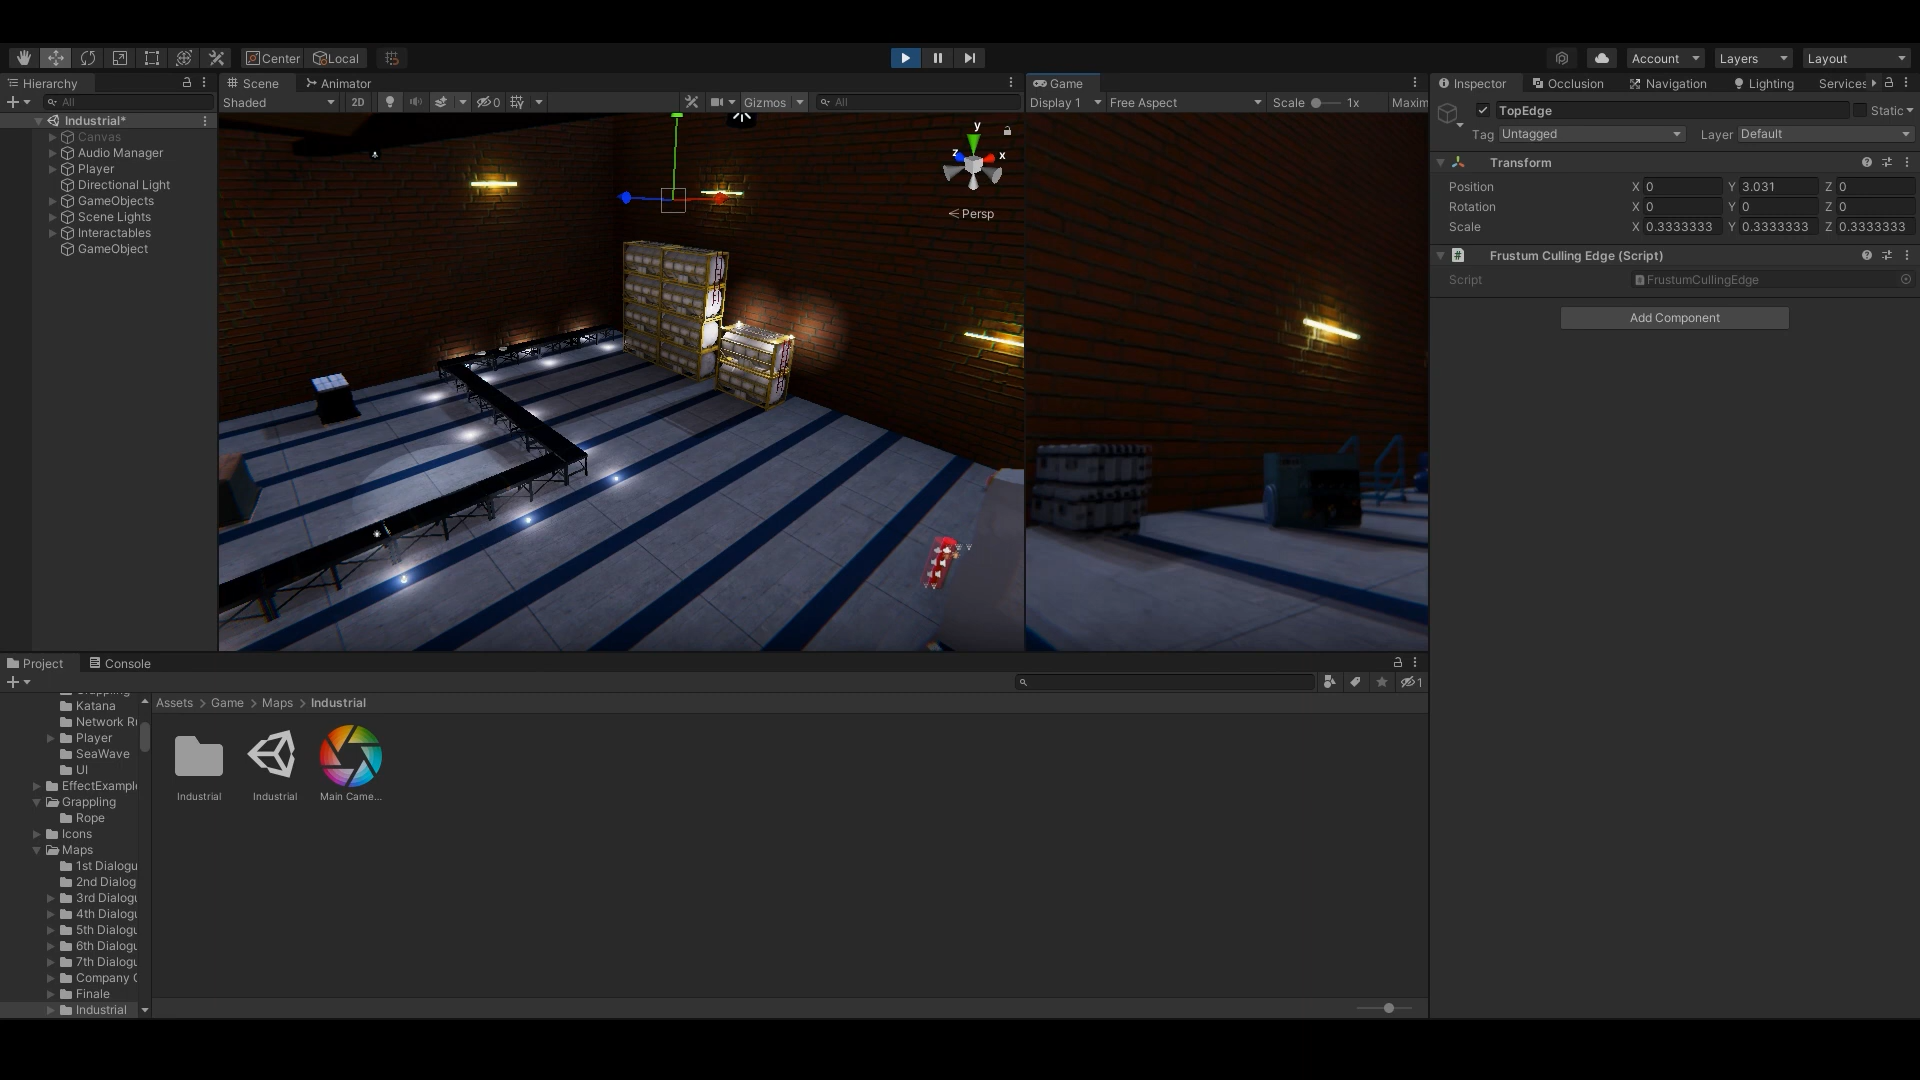 Center Local Account Layers Layout
Hierarchy Scene Animator Game Inspector Occlusion Navigation Lighting Services
All Shaded 2D 0 Gizmos All Display 1 Free Aspect Scale 1x Maxim
Industrial*
Canvas
Audio Manager
Player
Directional Light
GameObjects
Scene Lights
Interactables
GameObject
y
z x
Persp
TopEdge Static
Tag Untagged Layer Default
Transform
Position X 0 Y 3.031 Z 0
Rotation X 0 Y 0 Z 0
Scale X 0.3333333 Y 0.3333333 Z 0.3333333
# Frustum Culling Edge (Script)
Script FrustumCullingEdge
Add Component
Project Console
1
Assets > Game > Maps > Industrial
Grappling
Katana
Network Ru
Player
SeaWave
UI
EffectExample
Grappling
Rope
Icons
Maps
1st Dialogu
2nd Dialog
3rd Dialogu
4th Dialogu
5th Dialogu
6th Dialogu
7th Dialogu
Company
Finale
Industrial
Industrial Industrial Main Came...